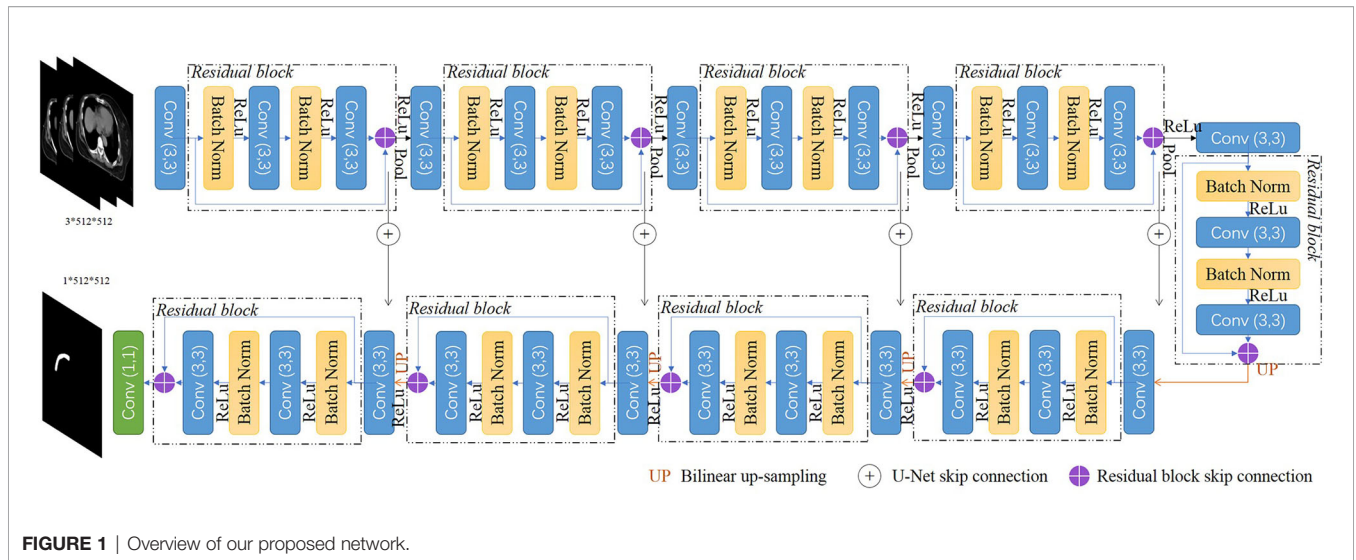 Residual block
Residual block
Residual block
Residual block
Conv (3,3)
Batch Norm
ReLu
Conv (3,3)
Batch Norm
ReLu
Conv (3,3)
ReLu
Pool
Conv (3,3)
Batch Norm
ReLu
Conv (3,3)
Batch Norm
ReLu
Conv (3,3)
ReLu
Pool
Conv (3,3)
Batch Norm
ReLu
Conv (3,3)
Batch Norm
ReLu
Conv (3,3)
ReLu
Pool
Conv (3,3)
Batch Norm
ReLu
Conv (3,3)
Batch Norm
ReLu
Conv (3,3)
ReLu
Pool
3*512*512
Conv (3,3)
Residual block
Batch Norm
ReLu
Conv (3,3)
Batch Norm
ReLu
Conv (3,3)
UP
1*512*512
Residual block
Residual block
Residual block
Residual block
Conv (1,1)
Conv (3,3)
ReLu
Batch Norm
Conv (3,3)
ReLu
Batch Norm
Conv (3,3)
UP
ReLu
Conv (3,3)
ReLu
Batch Norm
Conv (3,3)
ReLu
Batch Norm
Conv (3,3)
UP
ReLu
Conv (3,3)
ReLu
Batch Norm
Conv (3,3)
ReLu
Batch Norm
Conv (3,3)
UP
ReLu
Conv (3,3)
ReLu
Batch Norm
Conv (3,3)
ReLu
Batch Norm
Conv (3,3)
UP Bilinear up-sampling
U-Net skip connection
Residual block skip connection
FIGURE 1 | Overview of our proposed network.